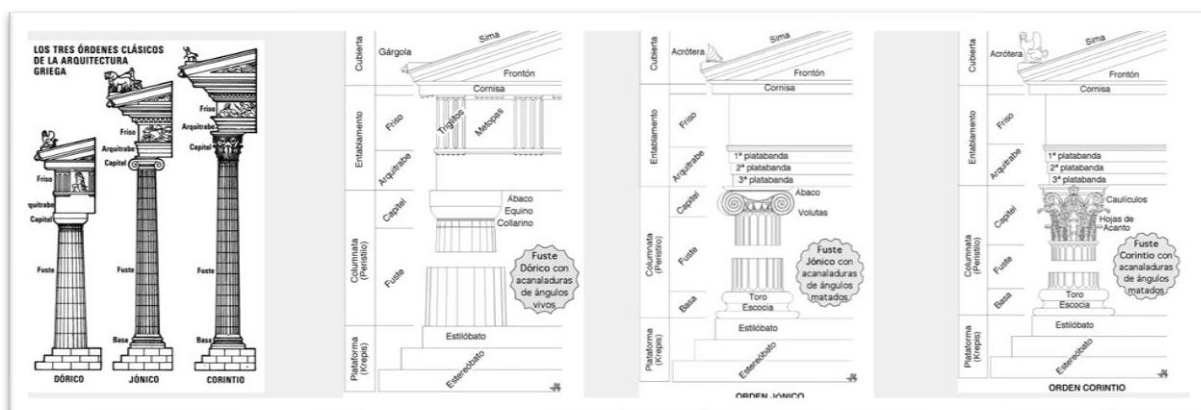 LOS TRES ÓRDENES CLÁSICOS
DE LA ARQUITECTURA
GRIEGA
Friso
quitrabe
Capitel
Fuste
DÓRICO
Friso
Arquitrabe
Capitel
Fuste
Basa
JÓNICO
Friso
Arquitrabe
Capitel
Fuste
Basa
CORINTIO
Cubierta
Gárgola
Sima
Frontón
Cornisa
Entablamento
Friso
Triglifos
Metopas
Arquitrabe
Columnata
(Peristilo)
Capitel
Ábaco
Equino
Collarino
Fuste
Fuste
Dórico con
acanaladuras
de ángulos
vivos
Plataforma
(Krepis)
Estilóbato
Estereóbato
Cubierta
Acrótera
Sima
Frontón
Cornisa
Entablamento
Friso
Arquitrabe
1ª platabanda
2ª platabanda
3ª platabanda
Columnata
(Peristilo)
Capitel
Ábaco
Volutas
Fuste
Fuste
Jónico con
acanaladuras
de ángulos
matados
Basa
Toro
Escocia
Plataforma
(Krepis)
Estilóbato
Estereóbato
ORDEN JÓNICO
Cubierta
Acrótera
Sima
Frontón
Cornisa
Entablamento
Friso
Arquitrabe
1ª platabanda
2ª platabanda
3ª platabanda
Columnata
(Peristilo)
Capitel
Caulículos
Hojas de
Acanto
Fuste
Fuste
Corintio con
acanaladuras
de ángulos
matados
Basa
Toro
Escocia
Plataforma
(Krepis)
Estilóbato
Estereóbato
ORDEN CORINTIO